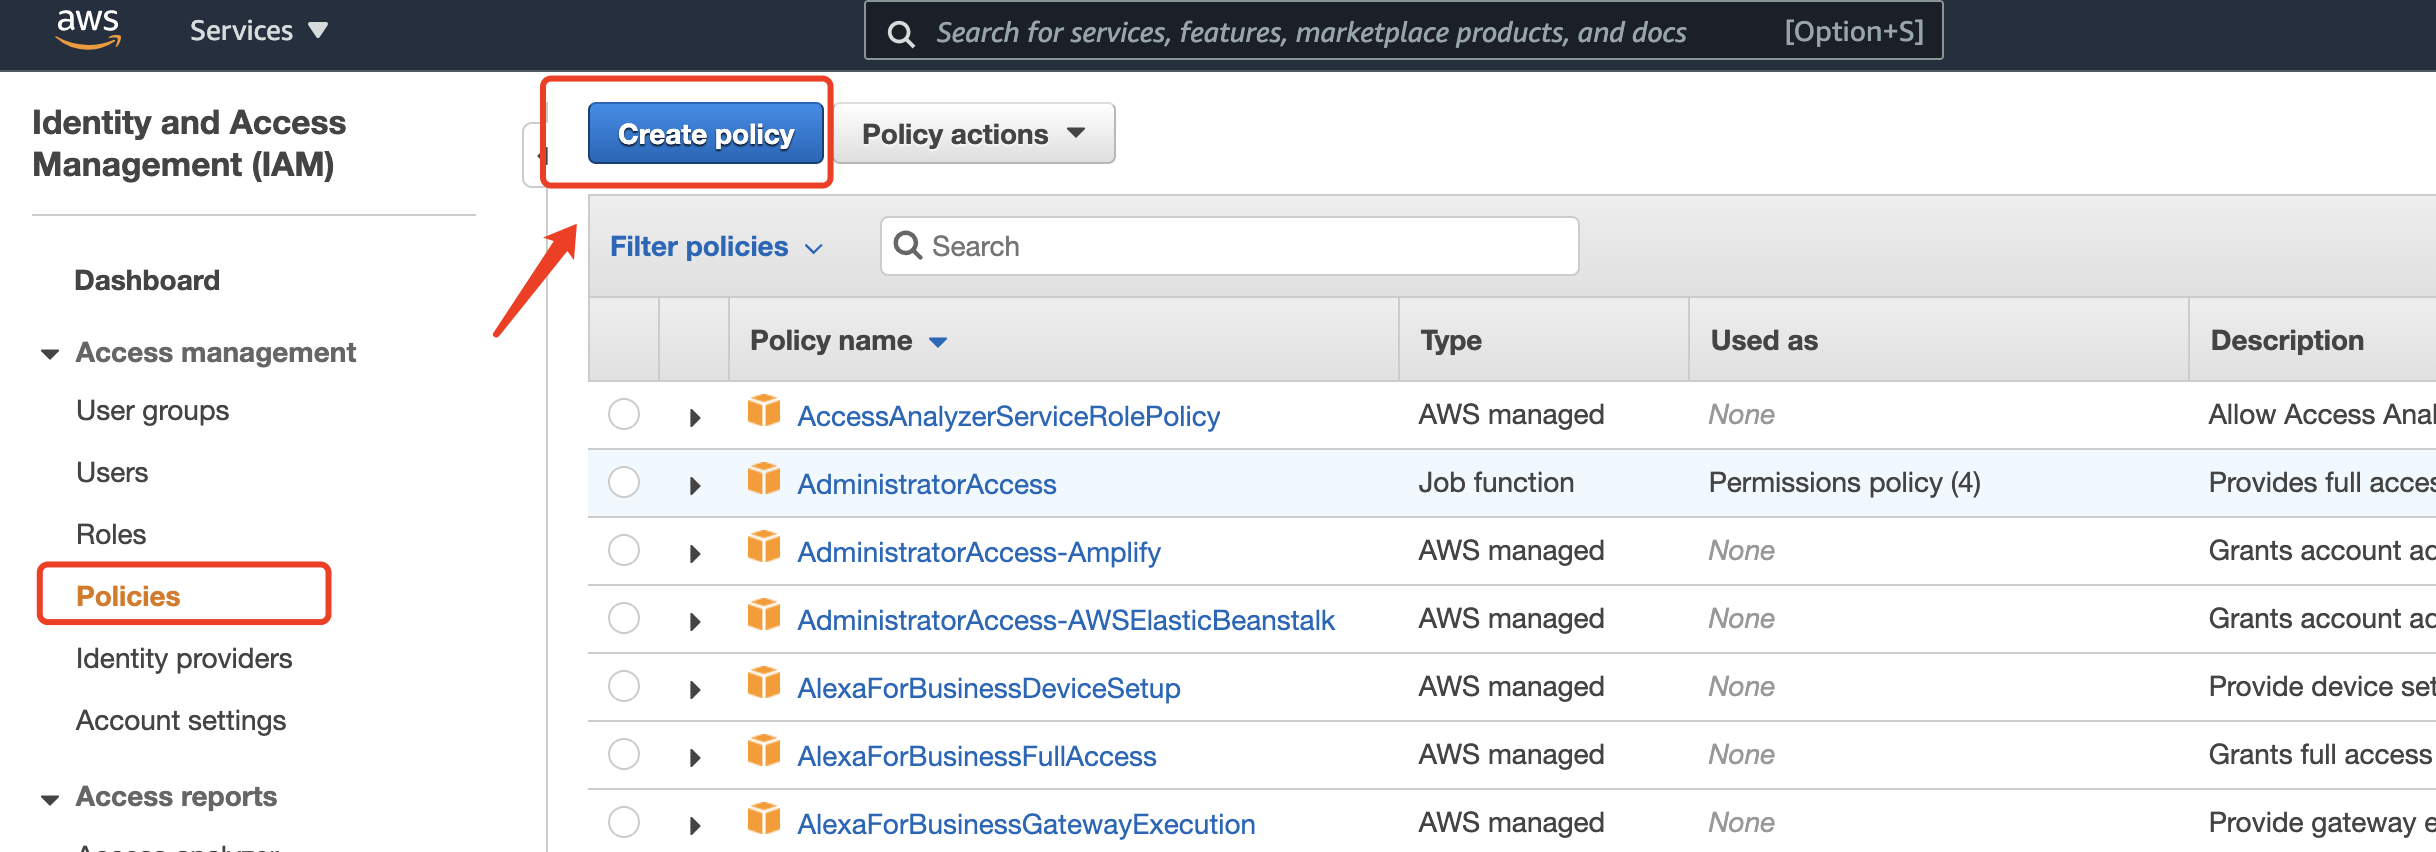 aws
Services
Search for services, features, marketplace products, and docs
[Option+S]
Identity and Access
Management (IAM)
Create policy
Policy actions
Filter policies
Search
Dashboard
Access management
User groups
Users
Roles
Policies
Identity providers
Account settings
Access reports
Access analyzer
Policy name Type Used as Description
AccessAnalyzerServiceRolePolicy AWS managed None Allow Access Anal
AdministratorAccess Job function Permissions policy (4) Provides full acces
AdministratorAccess-Amplify AWS managed None Grants account ac
AdministratorAccess-AWSElasticBeanstalk AWS managed None Grants account ac
AlexaForBusinessDeviceSetup AWS managed None Provide device set
AlexaForBusinessFullAccess AWS managed None Grants full access
AlexaForBusinessGatewayExecution AWS managed None Provide gateway e